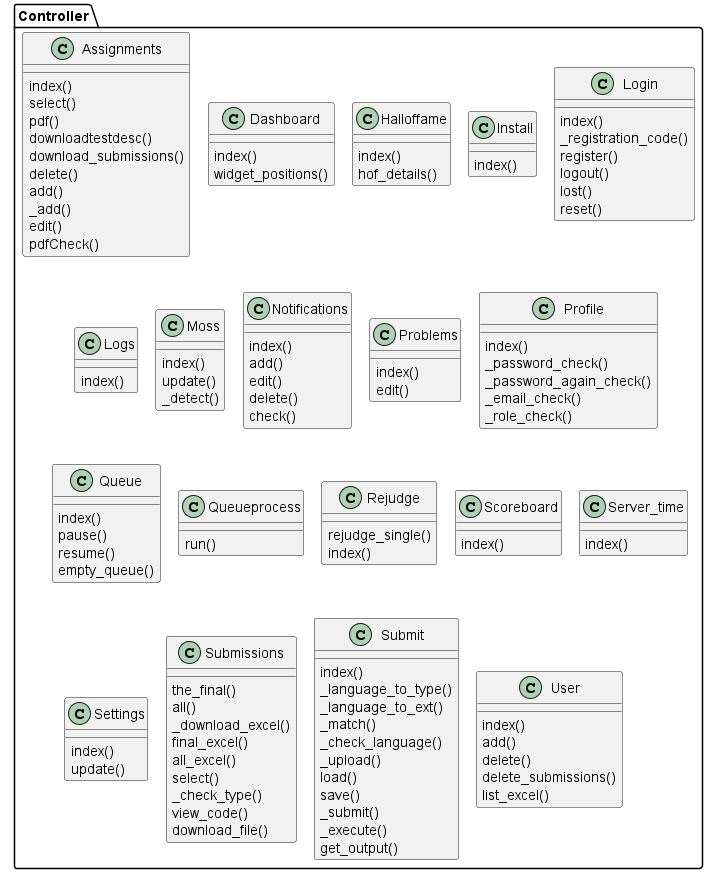 Controller
C Assignments
index()
select()
pdf()
downloadtestdesc()
download_submissions()
delete()
add()
_add()
edit()
pdfCheck()
C Dashboard
index()
widget_positions()
C Halloffame
index()
hof_details()
C Install
index()
C Login
index()
_registration_code()
register()
logout()
lost()
reset()
C Logs
index()
C Moss
index()
update()
_detect()
C Notifications
index()
add()
edit()
delete()
check()
C Problems
index()
edit()
C Profile
index()
_password_check()
_password_again_check()
_email_check()
_role_check()
C Queue
index()
pause()
resume()
empty_queue()
C Queueprocess
run()
C Rejudge
rejudge_single()
index()
C Scoreboard
index()
C Server_time
index()
C Settings
index()
update()
C Submissions
the_final()
all()
_download_excel()
final_excel()
all_excel()
select()
_check_type()
view_code()
download_file()
C Submit
index()
_language_to_type()
_language_to_ext()
_match()
_check_language()
_upload()
load()
save()
_submit()
_execute()
get_output()
C User
index()
add()
delete()
delete_submissions()
list_excel()